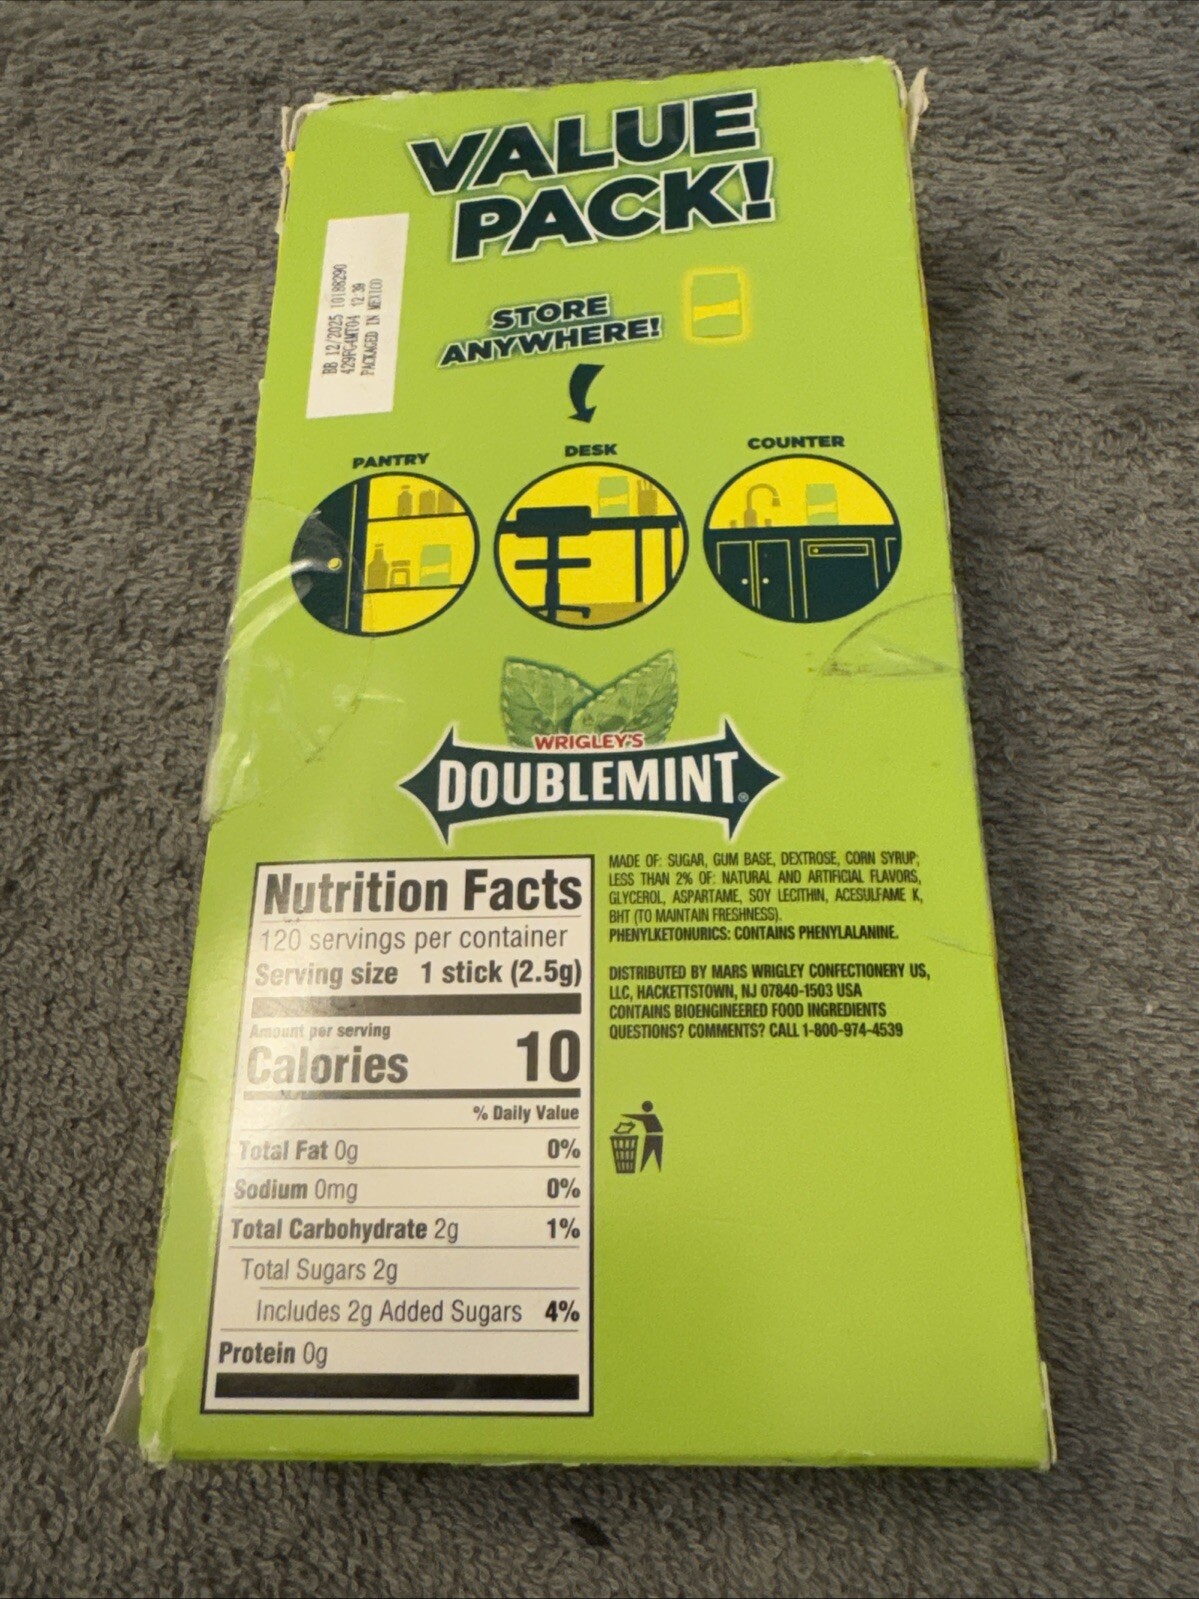 VALUE
PACK!
BB 12/2025 10188290
429FG4MT04 12:39
PACKAGED IN MEXICO
STORE
ANYWHERE!
PANTRY
DESK
COUNTER
WRIGLEY'S
DOUBLEMINT®
Nutrition Facts
120 servings per container
Serving size 1 stick (2.5g)
Amount per serving
Calories 10
% Daily Value
Total Fat 0g 0%
Sodium 0mg 0%
Total Carbohydrate 2g 1%
Total Sugars 2g
Includes 2g Added Sugars 4%
Protein 0g
MADE OF: SUGAR, GUM BASE, DEXTROSE, CORN SYRUP;
LESS THAN 2% OF: NATURAL AND ARTIFICIAL FLAVORS,
GLYCEROL, ASPARTAME, SOY LECITHIN, ACESULFAME K,
BHT (TO MAINTAIN FRESHNESS).
PHENYLKETONURICS: CONTAINS PHENYLALANINE.
DISTRIBUTED BY MARS WRIGLEY CONFECTIONERY US,
LLC, HACKETTSTOWN, NJ 07840-1503 USA
CONTAINS BIOENGINEERED FOOD INGREDIENTS
QUESTIONS? COMMENTS? CALL 1-800-974-4539